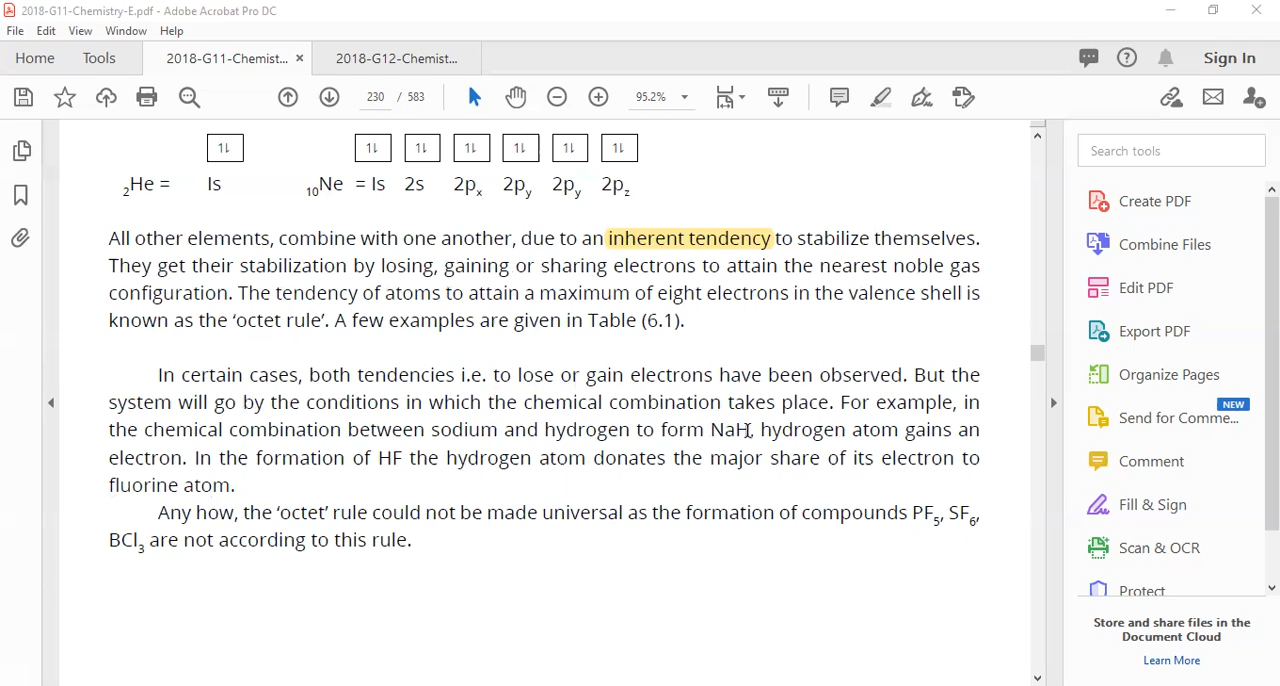 2018-G11-Chemistry-E.pdf - Adobe Acrobat Pro DC
File Edit View Window Help
Home Tools 2018-G11-Chemist... × 2018-G12-Chemist... Sign In
230 / 583 95.2%
1↓ 1↓ 1↓ 1↓ 1↓ 1↓ 1↓
₂He = Is ₁₀Ne = Is 2s 2pₓ 2py 2py 2pz
All other elements, combine with one another, due to an inherent tendency to stabilize themselves.
They get their stabilization by losing, gaining or sharing electrons to attain the nearest noble gas
configuration. The tendency of atoms to attain a maximum of eight electrons in the valence shell is
known as the ‘octet rule’. A few examples are given in Table (6.1).
In certain cases, both tendencies i.e. to lose or gain electrons have been observed. But the
system will go by the conditions in which the chemical combination takes place. For example, in
the chemical combination between sodium and hydrogen to form NaH, hydrogen atom gains an
electron. In the formation of HF the hydrogen atom donates the major share of its electron to
fluorine atom.
Any how, the ‘octet’ rule could not be made universal as the formation of compounds PF₅, SF₆,
BCl₃ are not according to this rule.
Search tools
Create PDF
Combine Files
Edit PDF
Export PDF
Organize Pages
NEW
Send for Comme...
Comment
Fill & Sign
Scan & OCR
Protect
Store and share files in the
Document Cloud
Learn More